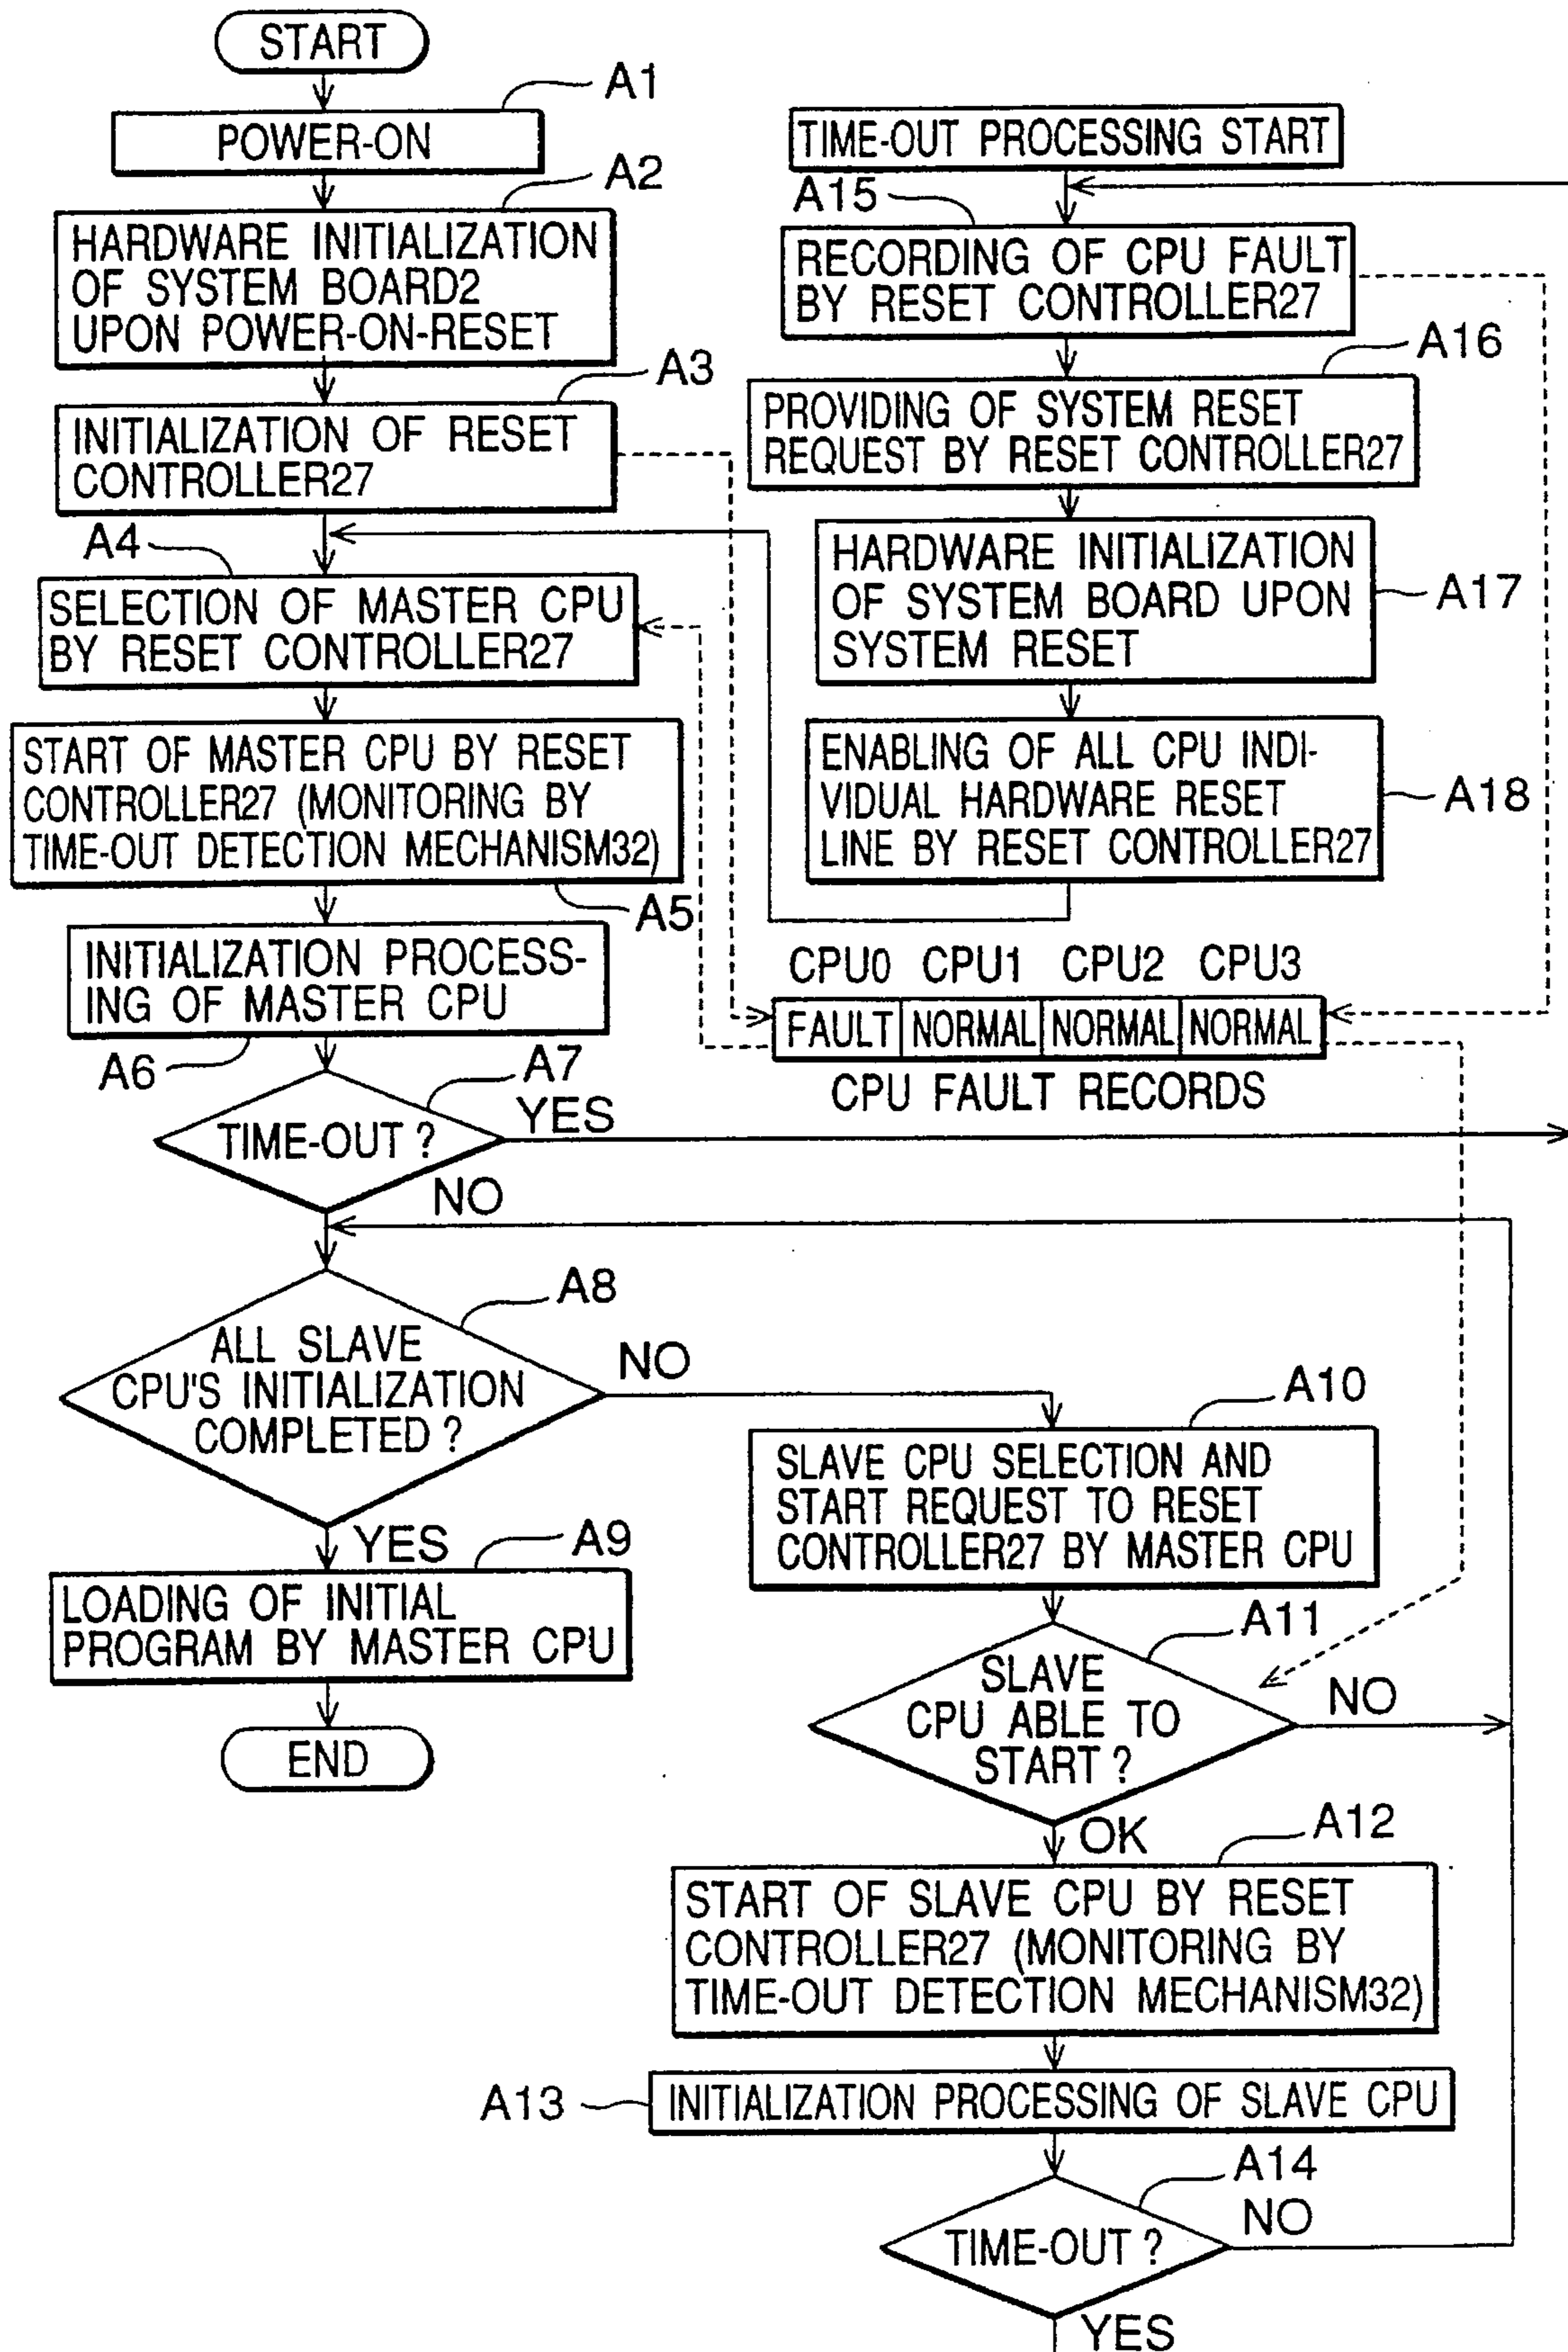 START
A1
POWER-ON
A2
HARDWARE INITIALIZATION
OF SYSTEM BOARD2
UPON POWER-ON-RESET
A3
INITIALIZATION OF RESET
CONTROLLER27
A4
SELECTION OF MASTER CPU
BY RESET CONTROLLER27
START OF MASTER CPU BY RESET
CONTROLLER27 (MONITORING BY
TIME-OUT DETECTION MECHANISM32)
A5
INITIALIZATION PROCESS-
ING OF MASTER CPU
A6
A7
TIME-OUT ?
YES
NO
A8
ALL SLAVE
CPU'S INITIALIZATION
COMPLETED ?
NO
YES
A9
LOADING OF INITIAL
PROGRAM BY MASTER CPU
END
TIME-OUT PROCESSING START
A15
RECORDING OF CPU FAULT
BY RESET CONTROLLER27
A16
PROVIDING OF SYSTEM RESET
REQUEST BY RESET CONTROLLER27
HARDWARE INITIALIZATION
OF SYSTEM BOARD UPON
SYSTEM RESET
A17
ENABLING OF ALL CPU INDI-
VIDUAL HARDWARE RESET
LINE BY RESET CONTROLLER27
A18
CPU0 CPU1 CPU2 CPU3
FAULT NORMAL NORMAL NORMAL
CPU FAULT RECORDS
A10
SLAVE CPU SELECTION AND
START REQUEST TO RESET
CONTROLLER27 BY MASTER CPU
A11
SLAVE
CPU ABLE TO
START ?
NO
OK
A12
START OF SLAVE CPU BY RESET
CONTROLLER27 (MONITORING BY
TIME-OUT DETECTION MECHANISM32)
A13
INITIALIZATION PROCESSING OF SLAVE CPU
A14
TIME-OUT ?
NO
YES